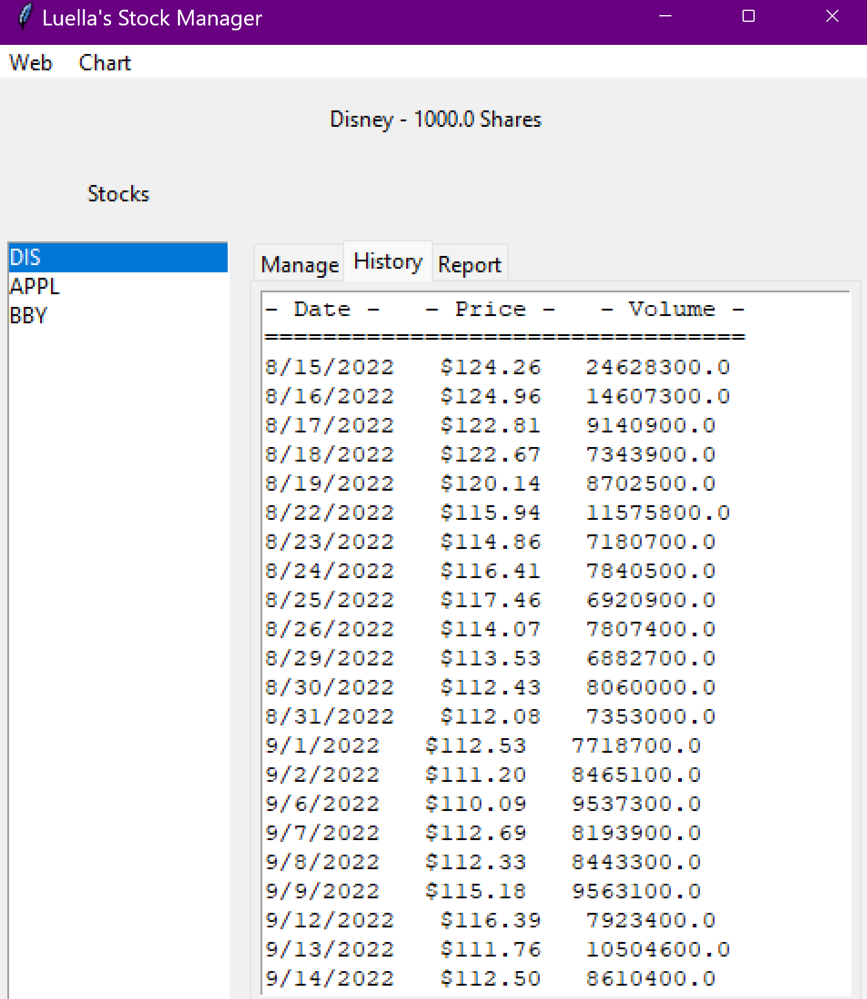 Luella's Stock Manager
Web Chart
Disney - 1000.0 Shares
Stocks
DIS
APPL
BBY
Manage History Report
- Date - - Price - - Volume -
=================================
8/15/2022 $124.26 24628300.0
8/16/2022 $124.96 14607300.0
8/17/2022 $122.81 9140900.0
8/18/2022 $122.67 7343900.0
8/19/2022 $120.14 8702500.0
8/22/2022 $115.94 11575800.0
8/23/2022 $114.86 7180700.0
8/24/2022 $116.41 7840500.0
8/25/2022 $117.46 6920900.0
8/26/2022 $114.07 7807400.0
8/29/2022 $113.53 6882700.0
8/30/2022 $112.43 8060000.0
8/31/2022 $112.08 7353000.0
9/1/2022 $112.53 7718700.0
9/2/2022 $111.20 8465100.0
9/6/2022 $110.09 9537300.0
9/7/2022 $112.69 8193900.0
9/8/2022 $112.33 8443300.0
9/9/2022 $115.18 9563100.0
9/12/2022 $116.39 7923400.0
9/13/2022 $111.76 10504600.0
9/14/2022 $112.50 8610400.0